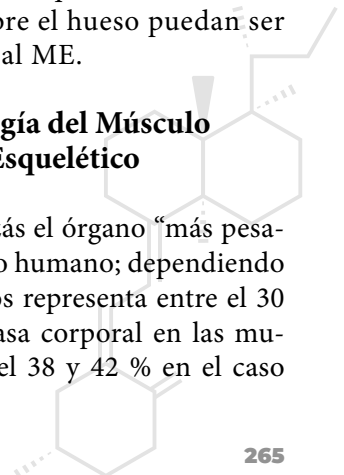 bre el hueso puedan ser
al ME.
gía del Músculo
Esquelético
ás el órgano “más pesa-
o humano; dependiendo
os representa entre el 30
asa corporal en las mu-
el 38 y 42 % en el caso
265